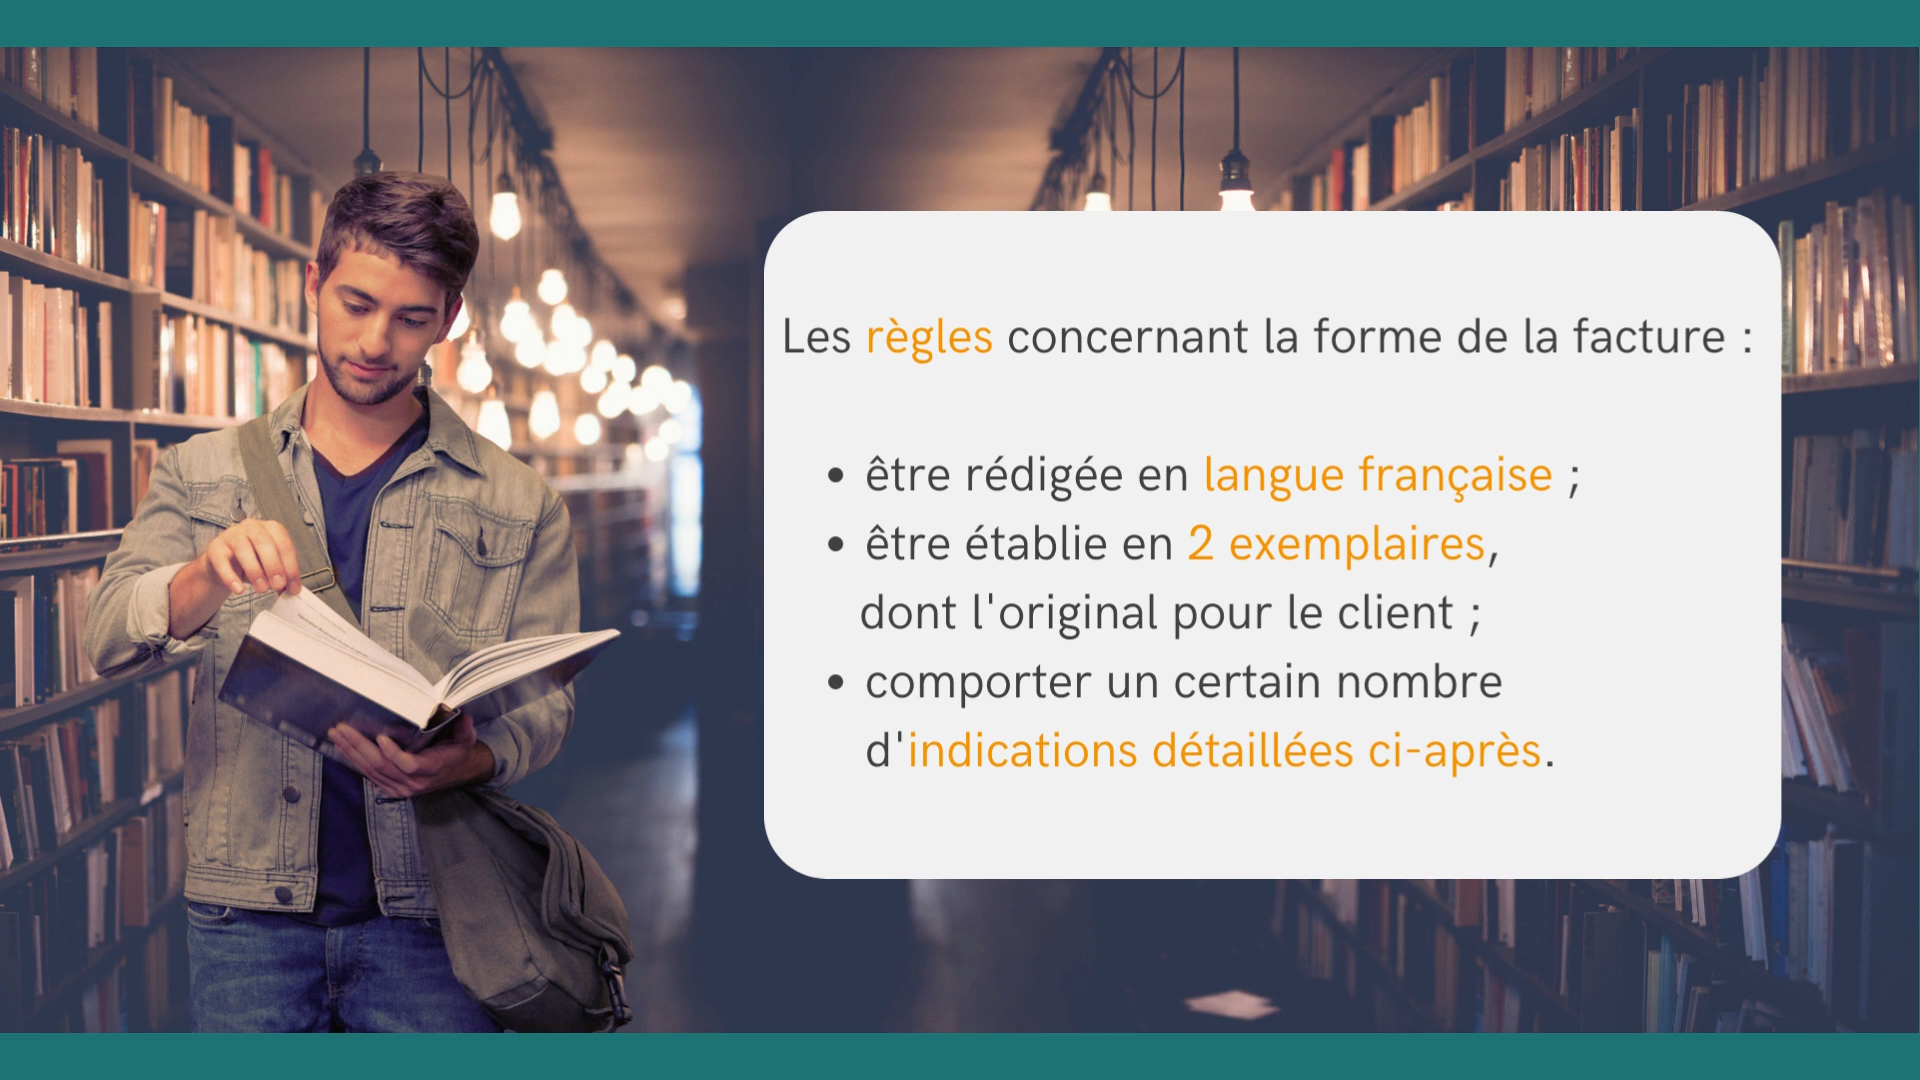 Les règles concernant la forme de la facture :
• être rédigée en langue française ;
• être établie en 2 exemplaires,
dont l'original pour le client ;
• comporter un certain nombre
d'indications détaillées ci-après.